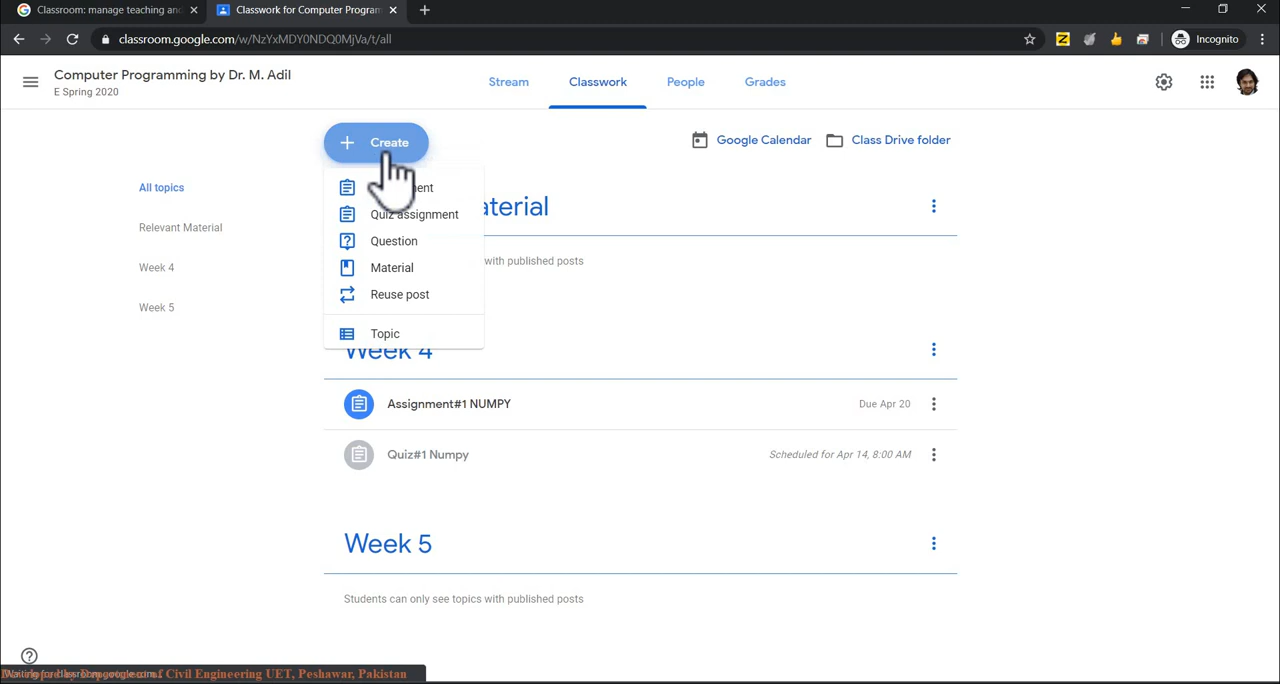 Classroom: manage teaching and
Classwork for Computer Program
classroom.google.com/w/NzYxMDY0NDQ0MjVa/t/all
Incognito
Computer Programming by Dr. M. Adil
E Spring 2020
Stream
Classwork
People
Grades
Create
Google Calendar
Class Drive folder
All topics
Relevant Material
Week 4
Week 5
ment
Quiz assignment
Question
Material
Reuse post
Topic
aterial
with published posts
Week 4
Assignment#1 NUMPY
Due Apr 20
Quiz#1 Numpy
Scheduled for Apr 14, 8:00 AM
Week 5
Students can only see topics with published posts
Civil Engineering UET, Peshawar, Pakistan